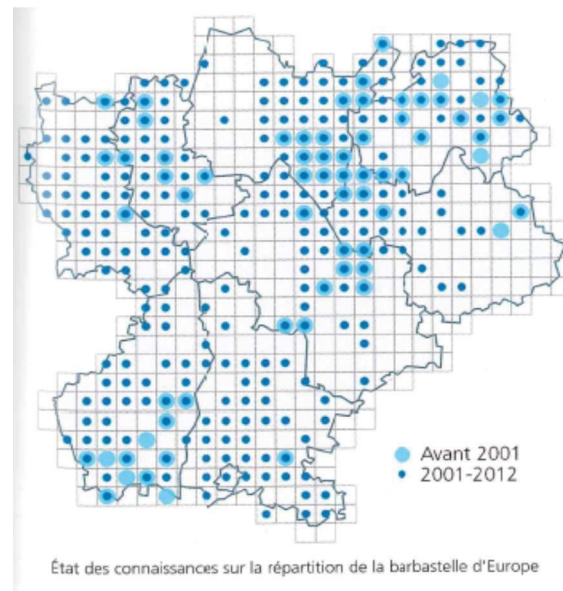 Avant 2001
2001-2012
État des connaissances sur la répartition de la barbastelle d'Europe